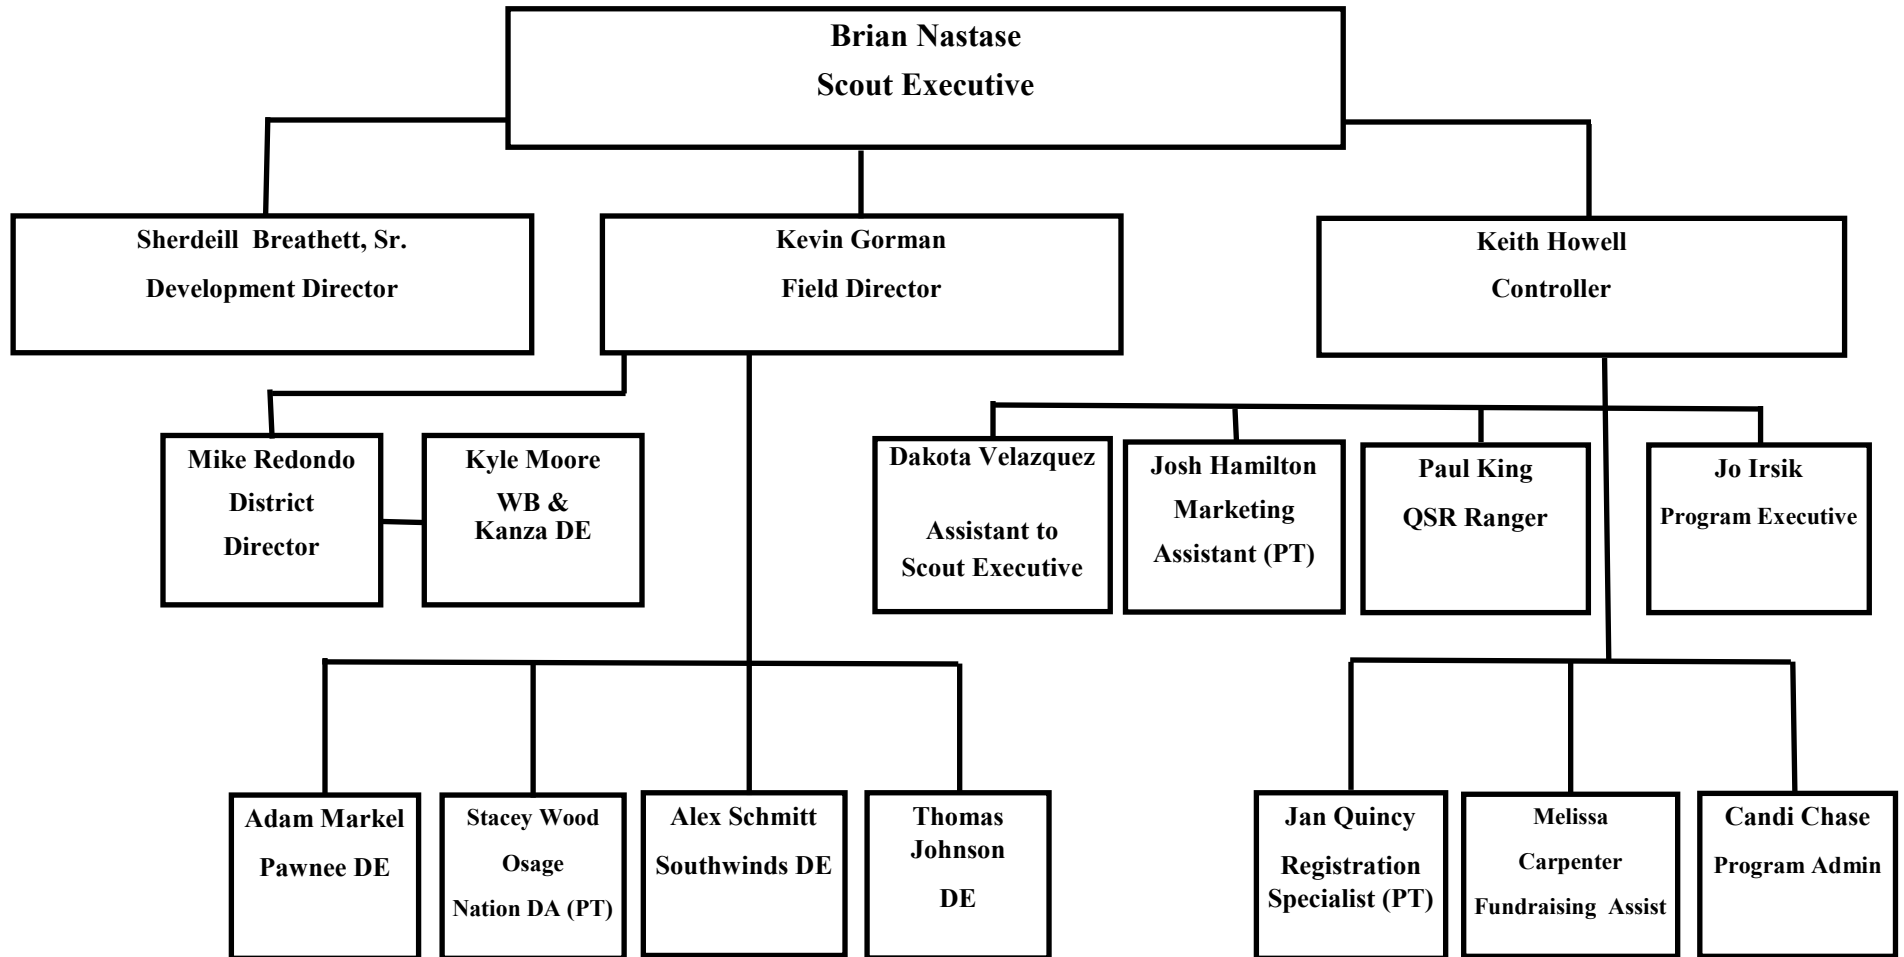 Brian Nastase
Scout Executive
Sherdeill Breathett, Sr.
Development Director
Kevin Gorman
Field Director
Keith Howell
Controller
Mike Redondo
District
Director
Kyle Moore
WB &
Kanza DE
Dakota Velazquez
Assistant to
Scout Executive
Josh Hamilton
Marketing
Assistant (PT)
Paul King
QSR Ranger
Jo Irsik
Program Executive
Adam Markel
Pawnee DE
Stacey Wood
Osage
Nation DA (PT)
Alex Schmitt
Southwinds DE
Thomas
Johnson
DE
Jan Quincy
Registration
Specialist (PT)
Melissa
Carpenter
Fundraising Assist
Candi Chase
Program Admin